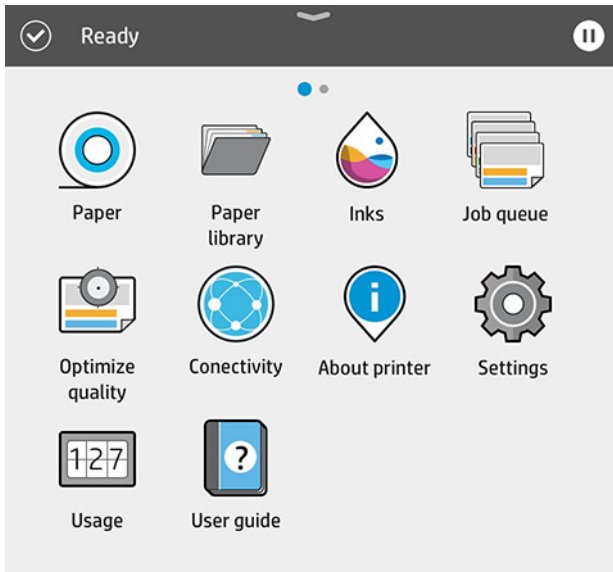 Ready
Paper
Paper
library
Inks
Job queue
Optimize
quality
Conectivity
i
About printer
Settings
127
Usage
?
User guide